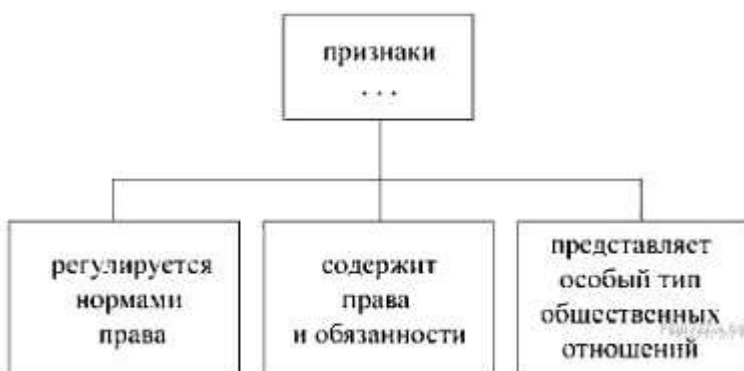 признаки
. . .
регулируется
нормами
права
содержит
права
и обязанности
представляет
особый тип
общественных
отношений